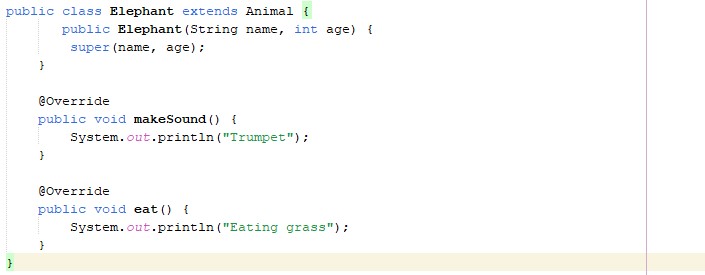 public class Elephant extends Animal {
public Elephant(String name, int age) {
super(name, age);
}
@Override
public void makeSound() {
System.out.println("Trumpet");
}
@Override
public void eat() {
System.out.println("Eating grass");
}
}